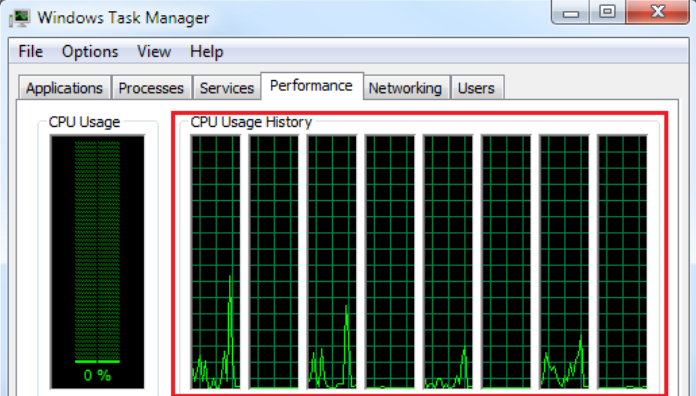 Windows Task Manager
File Options View Help
Applications Processes Services Performance Networking Users
CPU Usage CPU Usage History
0 %